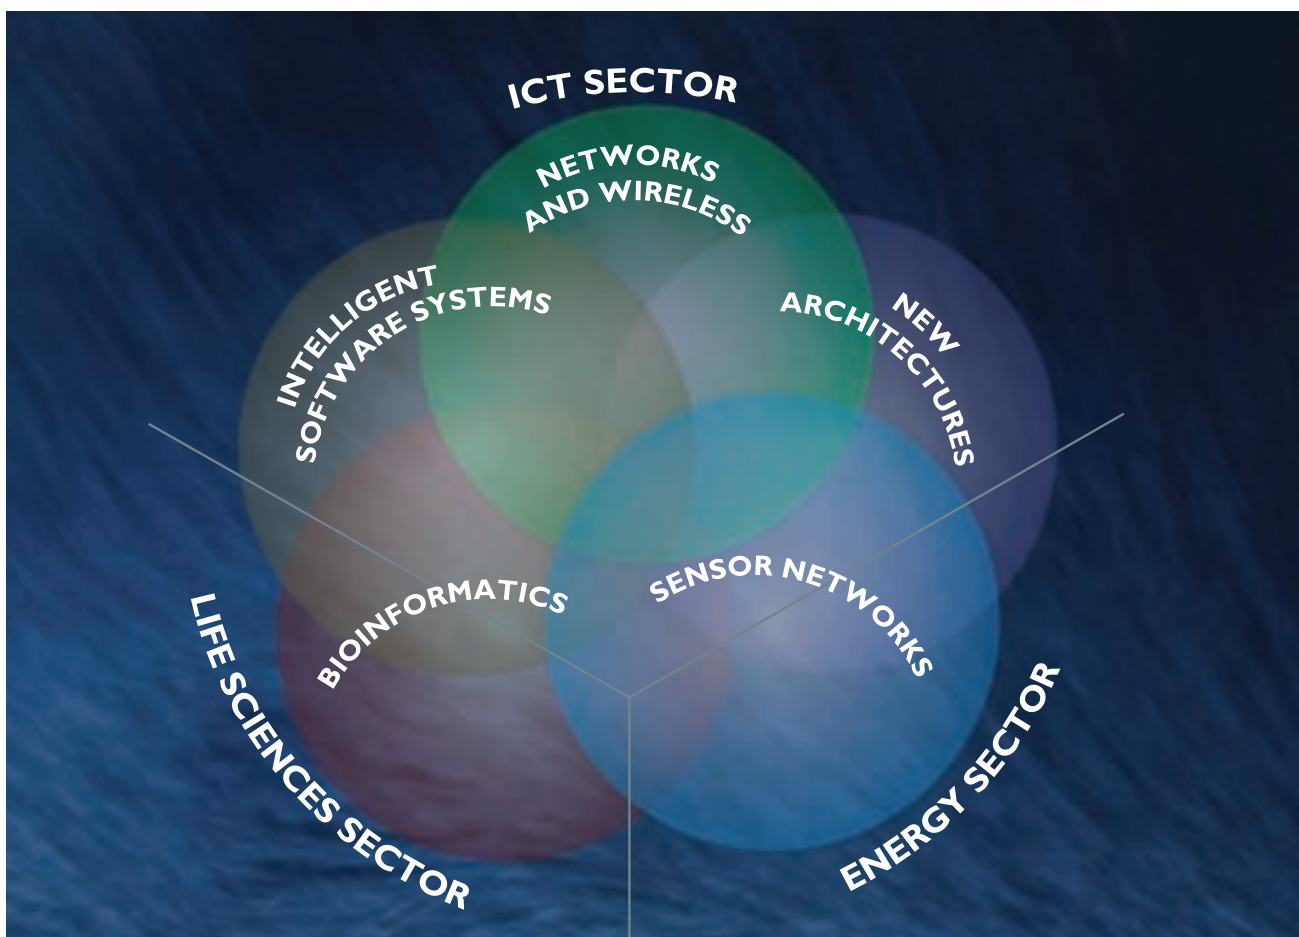 ICT SECTOR
NETWORKS
AND WIRELESS
INTELLIGENT
SOFTWARE SYSTEMS
NEW
ARCHITECTURES
BIOINFORMATICS
SENSOR NETWORKS
LIFE SCIENCES SECTOR
ENERGY SECTOR